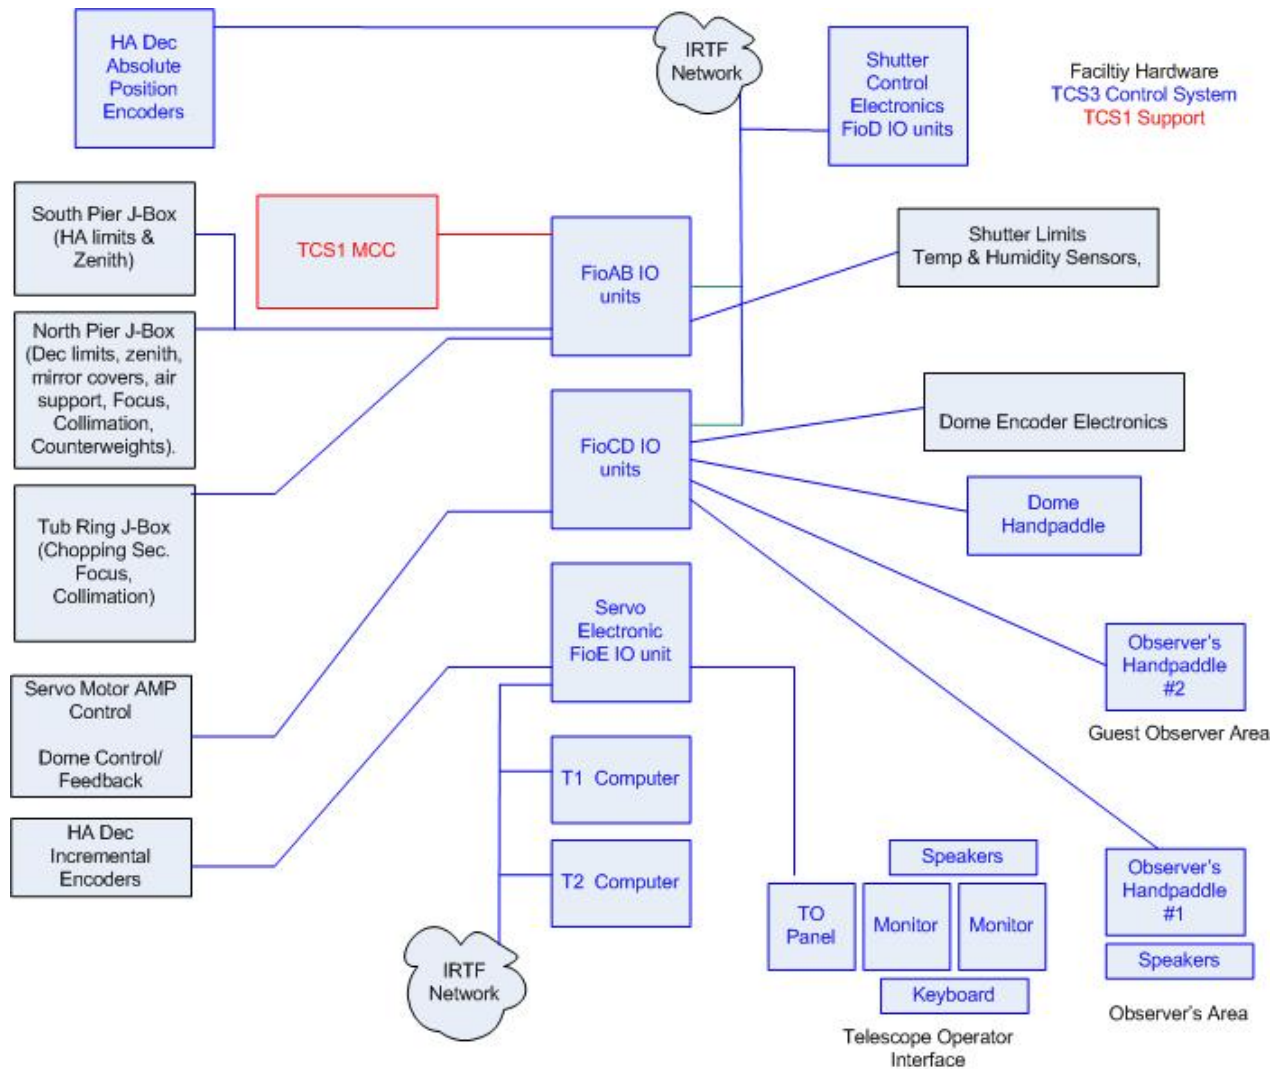 HA Dec
Absolute
Position
Encoders
IRTF
Network
Shutter
Control
Electronics
FioD IO units
Faciltiy Hardware
TCS3 Control System
TCS1 Support
South Pier J-Box
(HA limits &
Zenith)
TCS1 MCC
FioAB IO
units
Shutter Limits
Temp & Humidity Sensors,
North Pier J-Box
(Dec limits, zenith,
mirror covers, air
support, Focus,
Collimation,
Counterweights).
FioCD IO
units
Dome Encoder Electronics
Dome
Handpaddle
Tub Ring J-Box
(Chopping Sec.
Focus,
Collimation)
Servo
Electronic
FioE IO unit
Observer's
Handpaddle
#2
Guest Observer Area
Servo Motor AMP
Control
Dome Control/
Feedback
T1 Computer
HA Dec
Incremental
Encoders
T2 Computer
Speakers
TO
Panel
Monitor
Monitor
Keyboard
Telescope Operator
Interface
Observer's
Handpaddle
#1
Speakers
Observer's Area
IRTF
Network